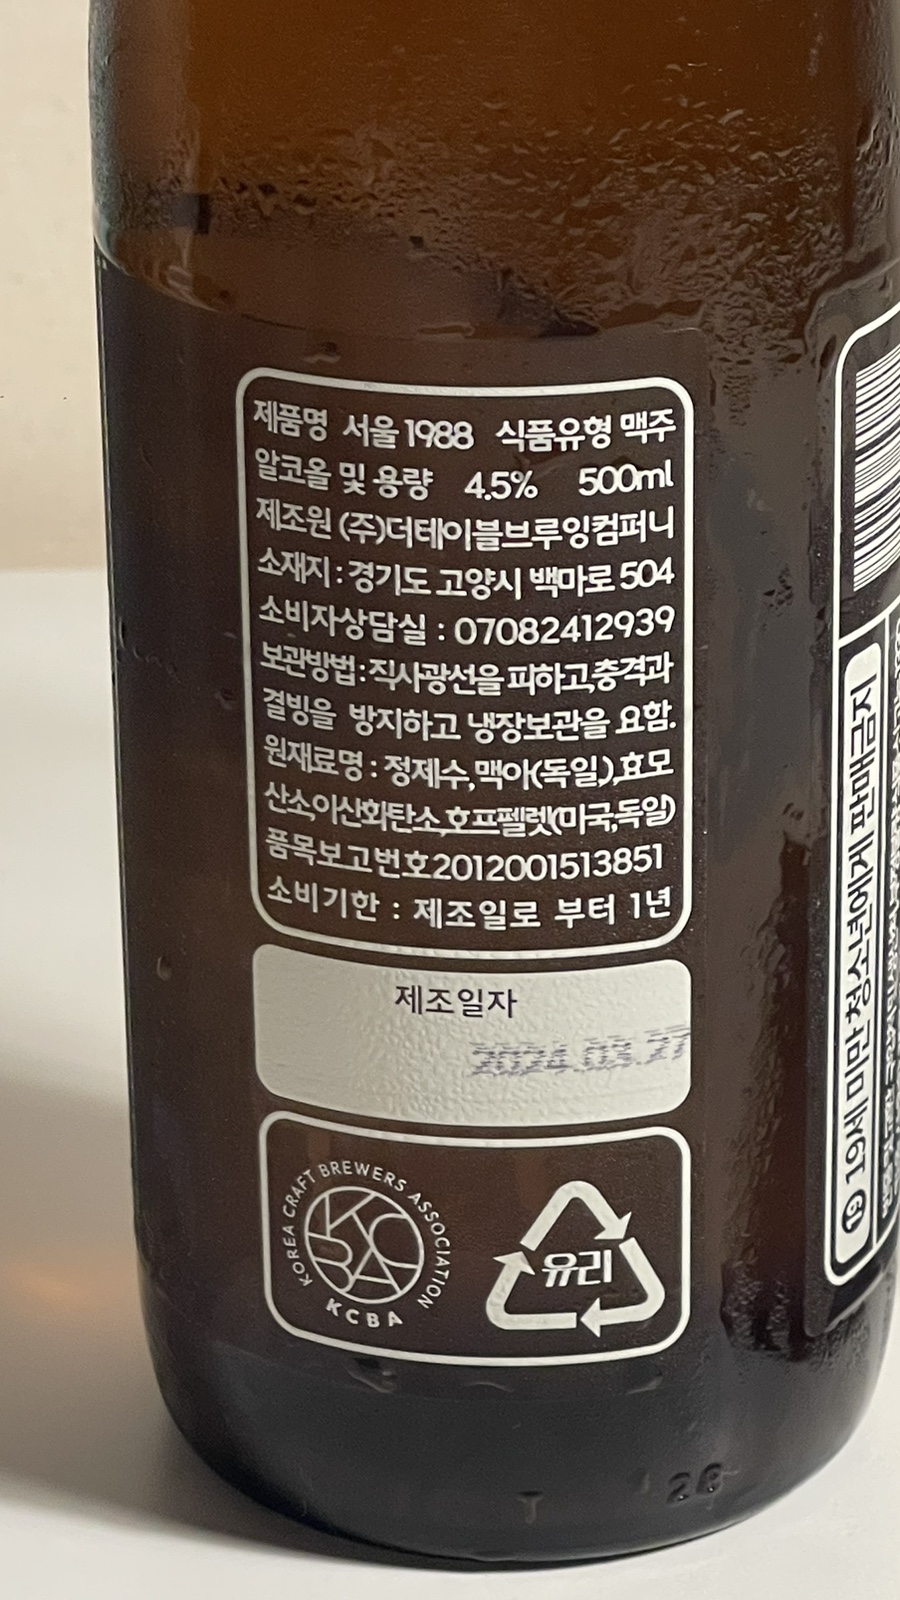 제품명 서울 1988 식품유형 맥주
알코올 및 용량 4.5% 500ml
제조원 (주)더테이블브루잉컴퍼니
소재지 : 경기도 고양시 백마로 504
소비자상담실 : 07082412939
보관방법 : 직사광선을 피하고,충격과
결빙을 방지하고 냉장보관을 요함.
원재료명 : 정제수,맥아(독일),효모
산소,이산화탄소,호프펠렛(미국,독일)
품목보고번호2012001513851
소비기한 : 제조일로 부터 1년
제조일자
2024.03.27
KOREA CRAFT BREWERS ASSOCIATION
KCBA
유리
19 19세 미만 청소년에게 판매금지
28